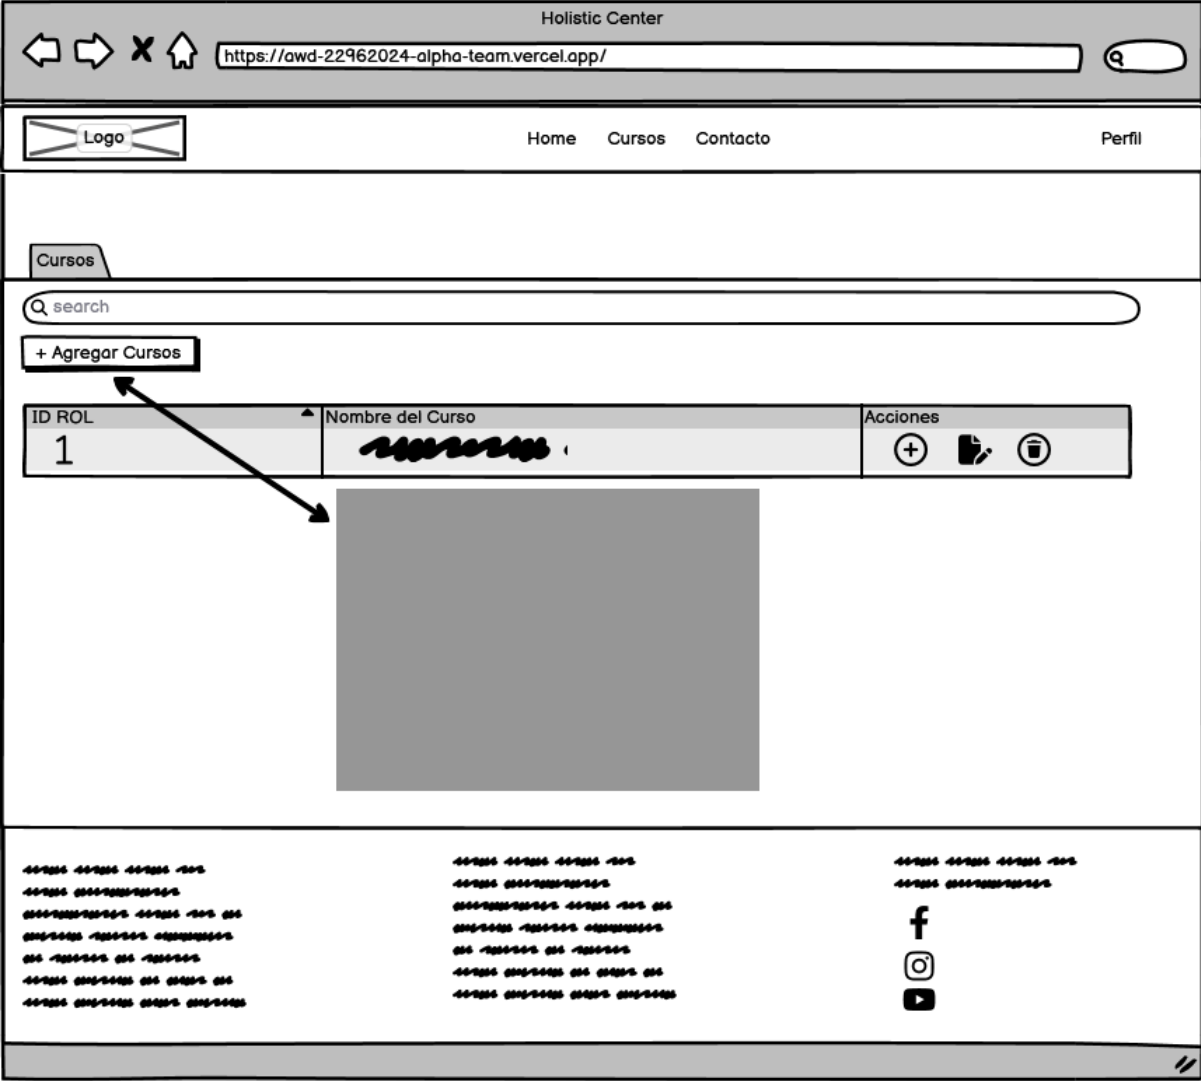 Holistic Center
https://awd-22962024-alpha-team.vercel.app/
Logo
Home Cursos Contacto Perfil
Cursos
search
+ Agregar Cursos
ID ROL Nombre del Curso Acciones
1